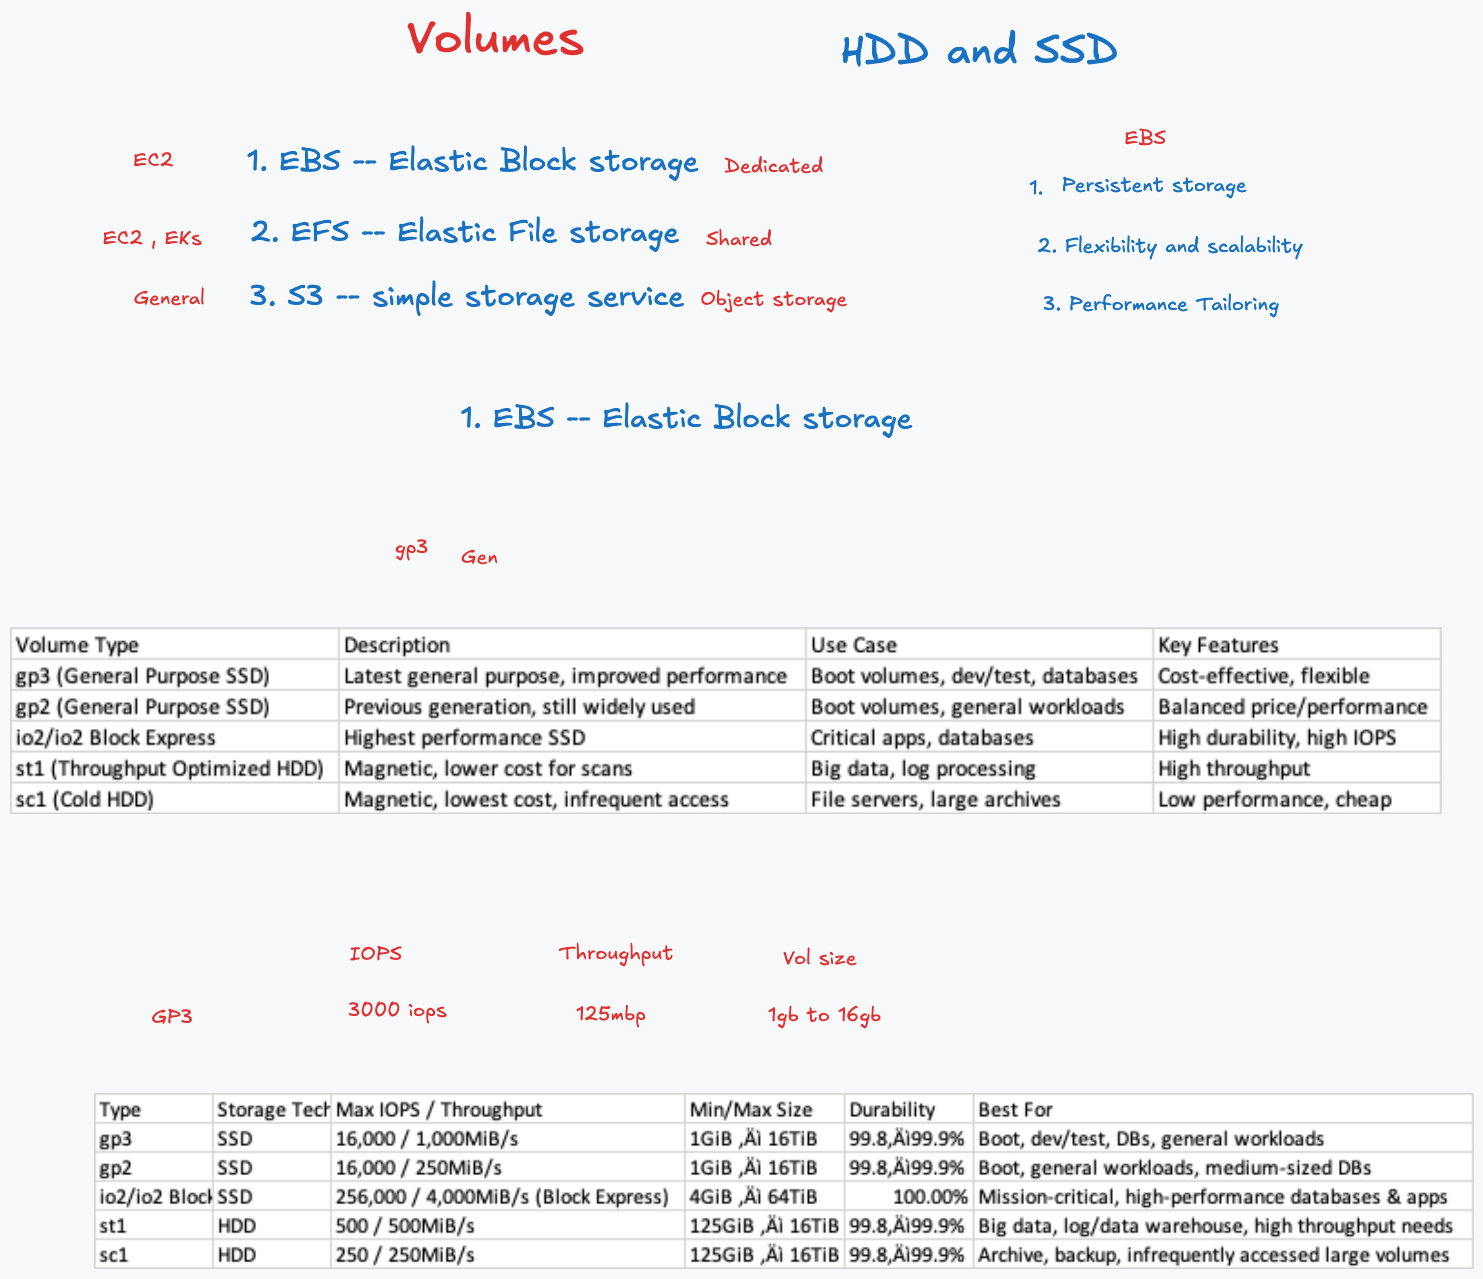 Volumes
HDD and SSD
EC2 1. EBS -- Elastic Block storage Dedicated
EC2 , EKs 2. EFS -- Elastic File storage Shared
General 3. S3 -- simple storage service Object storage
EBS
1. Persistent storage
2. Flexibility and scalability
3. Performance Tailoring
1. EBS -- Elastic Block storage
gp3 Gen
Volume Type Description Use Case Key Features
gp3 (General Purpose SSD) Latest general purpose, improved performance Boot volumes, dev/test, databases Cost-effective, flexible
gp2 (General Purpose SSD) Previous generation, still widely used Boot volumes, general workloads Balanced price/performance
io2/io2 Block Express Highest performance SSD Critical apps, databases High durability, high IOPS
st1 (Throughput Optimized HDD) Magnetic, lower cost for scans Big data, log processing High throughput
sc1 (Cold HDD) Magnetic, lowest cost, infrequent access File servers, large archives Low performance, cheap
IOPS Throughput Vol size
GP3 3000 iops 125mbp 1gb to 16gb
Type Storage Tech Max IOPS / Throughput Min/Max Size Durability Best For
gp3 SSD 16,000 / 1,000MiB/s 1GiB ‚Äì 16TiB 99.8‚Äì99.9% Boot, dev/test, DBs, general workloads
gp2 SSD 16,000 / 250MiB/s 1GiB ‚Äì 16TiB 99.8‚Äì99.9% Boot, general workloads, medium-sized DBs
io2/io2 Block SSD 256,000 / 4,000MiB/s (Block Express) 4GiB ‚Äì 64TiB 100.00% Mission-critical, high-performance databases & apps
st1 HDD 500 / 500MiB/s 125GiB ‚Äì 16TiB 99.8‚Äì99.9% Big data, log/data warehouse, high throughput needs
sc1 HDD 250 / 250MiB/s 125GiB ‚Äì 16TiB 99.8‚Äì99.9% Archive, backup, infrequently accessed large volumes